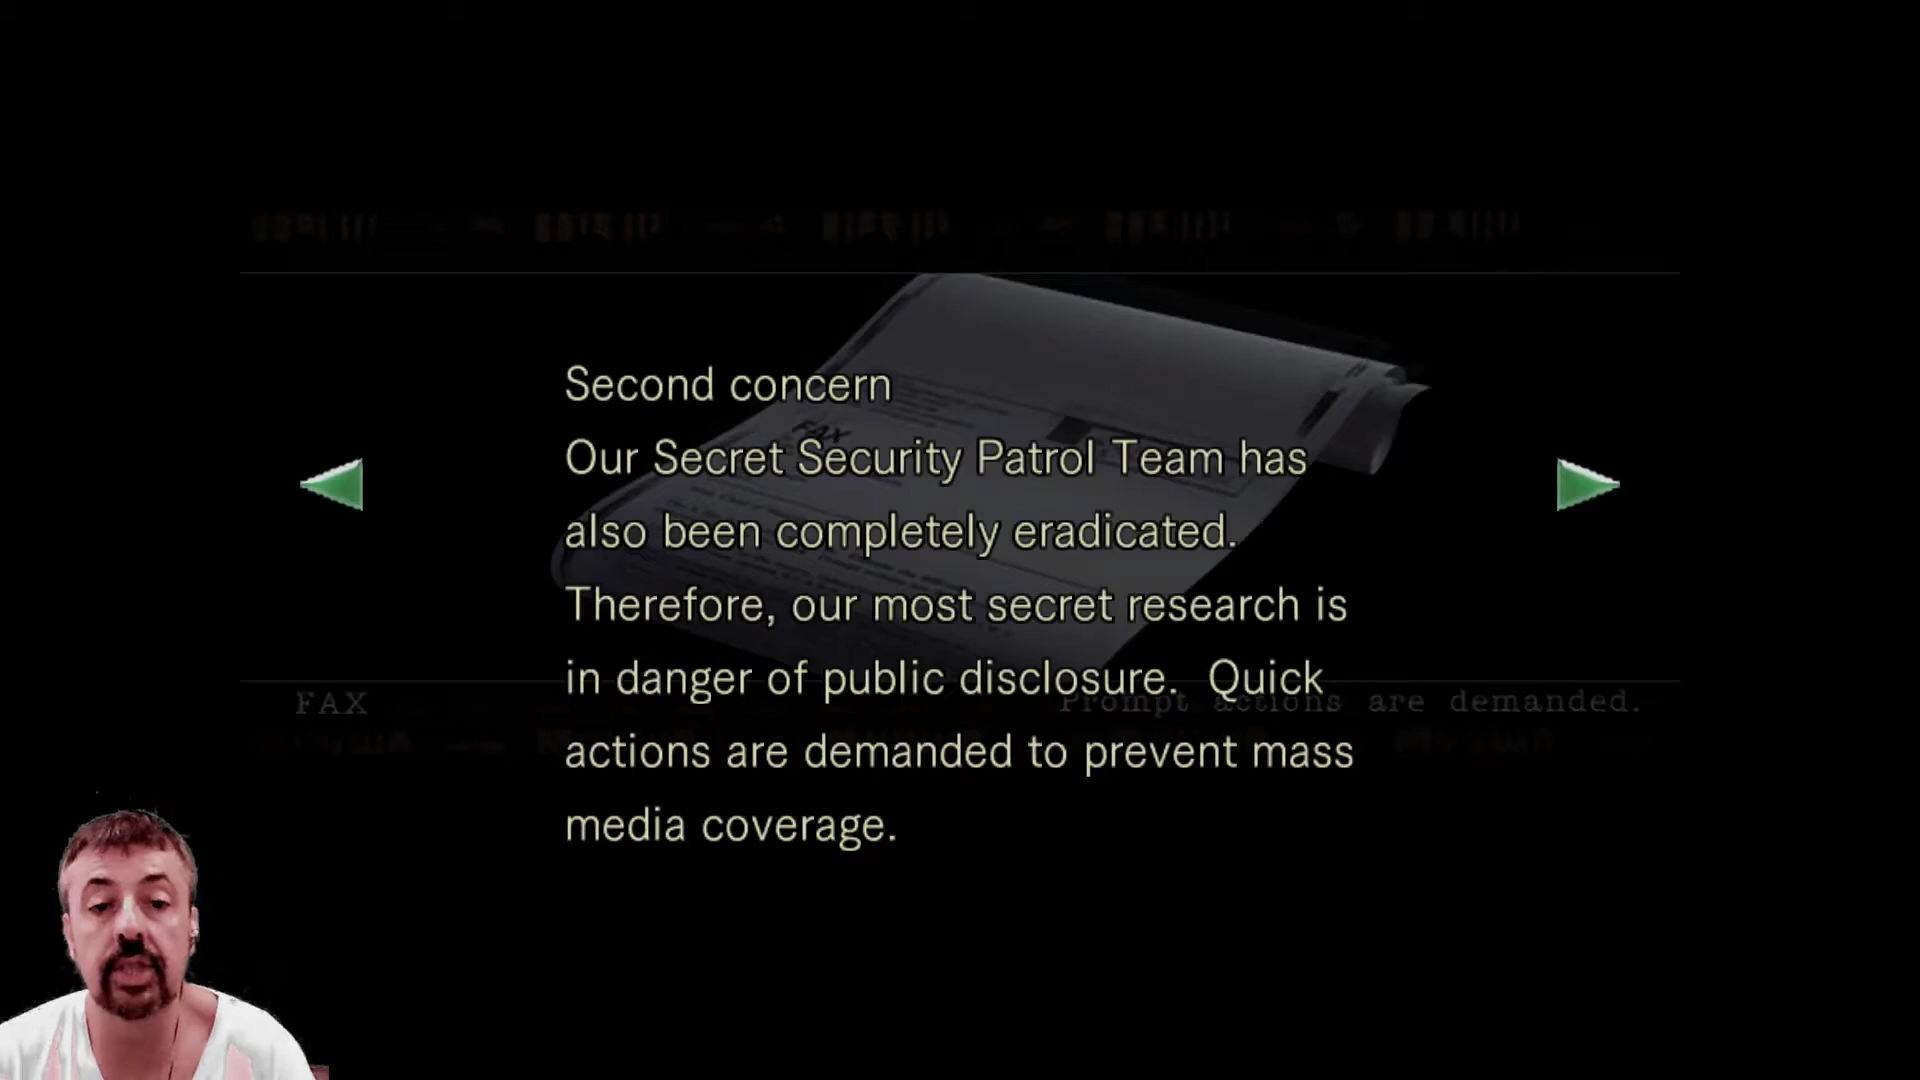 Second concern
Our Secret Security Patrol Team has
also been completely eradicated.
Therefore, our most secret research is
in danger of public disclosure.  Quick
actions are demanded to prevent mass
media coverage.
FAX
FAX
Prompt actions are demanded.